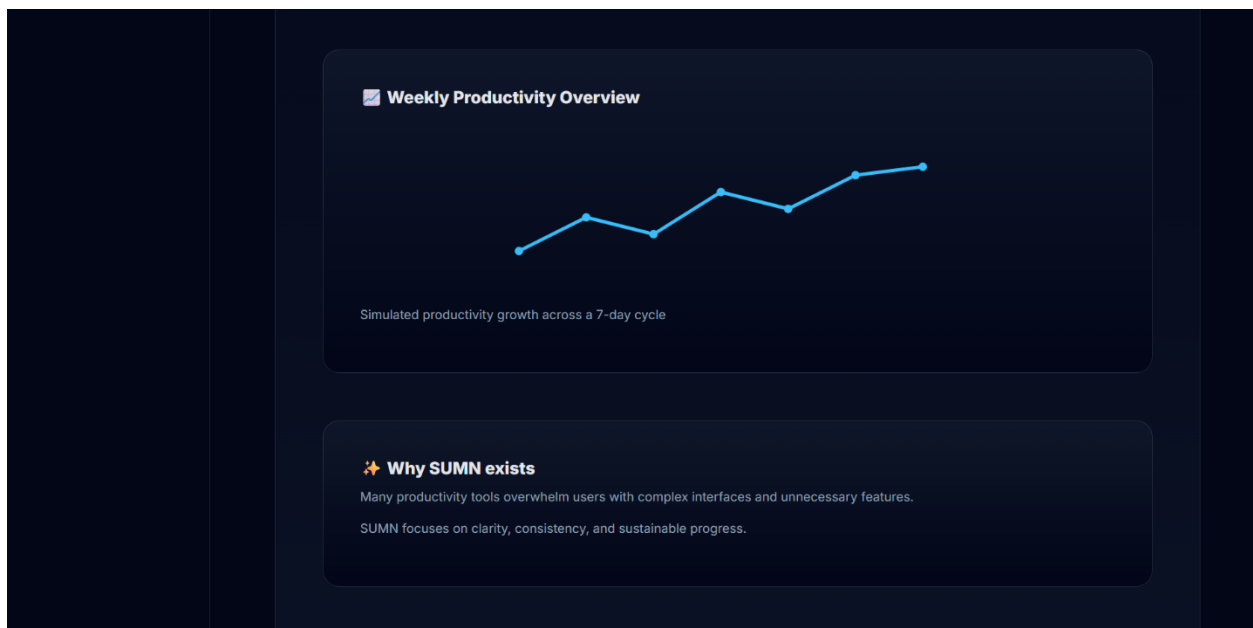 📈 Weekly Productivity Overview
Simulated productivity growth across a 7-day cycle
✨ Why SUMN exists
Many productivity tools overwhelm users with complex interfaces and unnecessary features.
SUMN focuses on clarity, consistency, and sustainable progress.